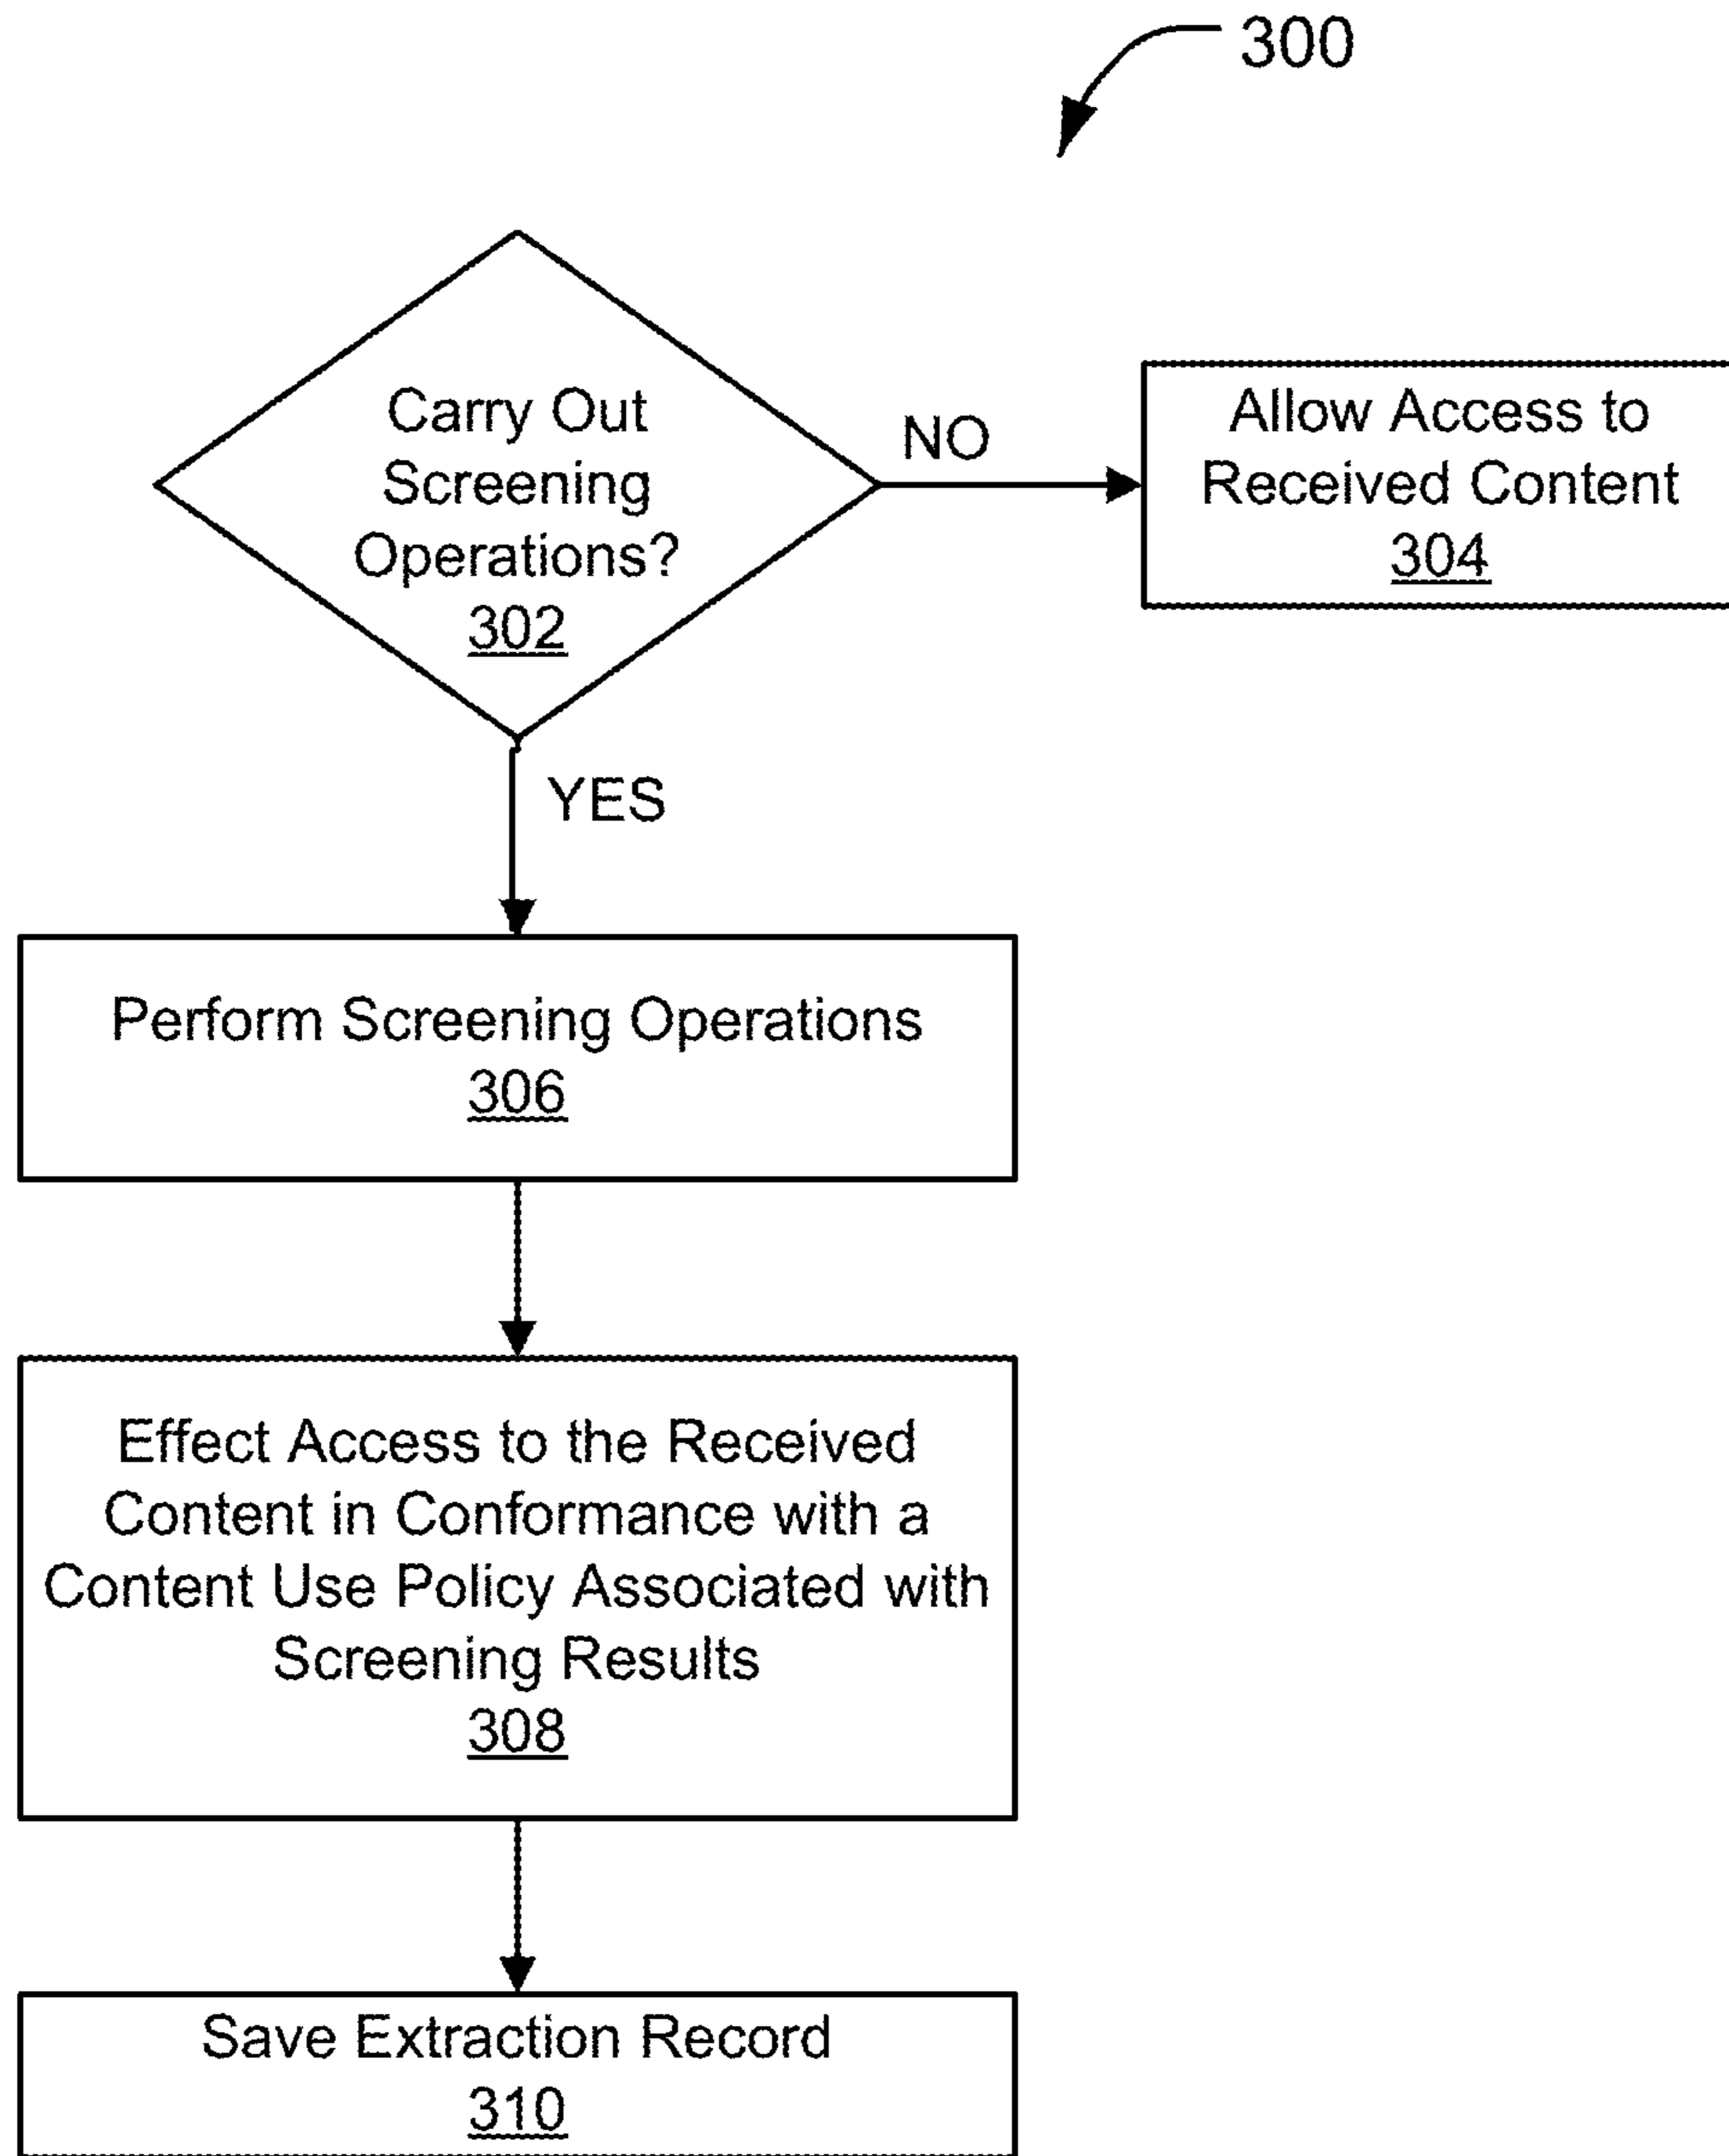 300
Carry Out
Screening
Operations?
302
NO
Allow Access to
Received Content
304
YES
Perform Screening Operations
306
Effect Access to the Received
Content in Conformance with a
Content Use Policy Associated with
Screening Results
308
Save Extraction Record
310